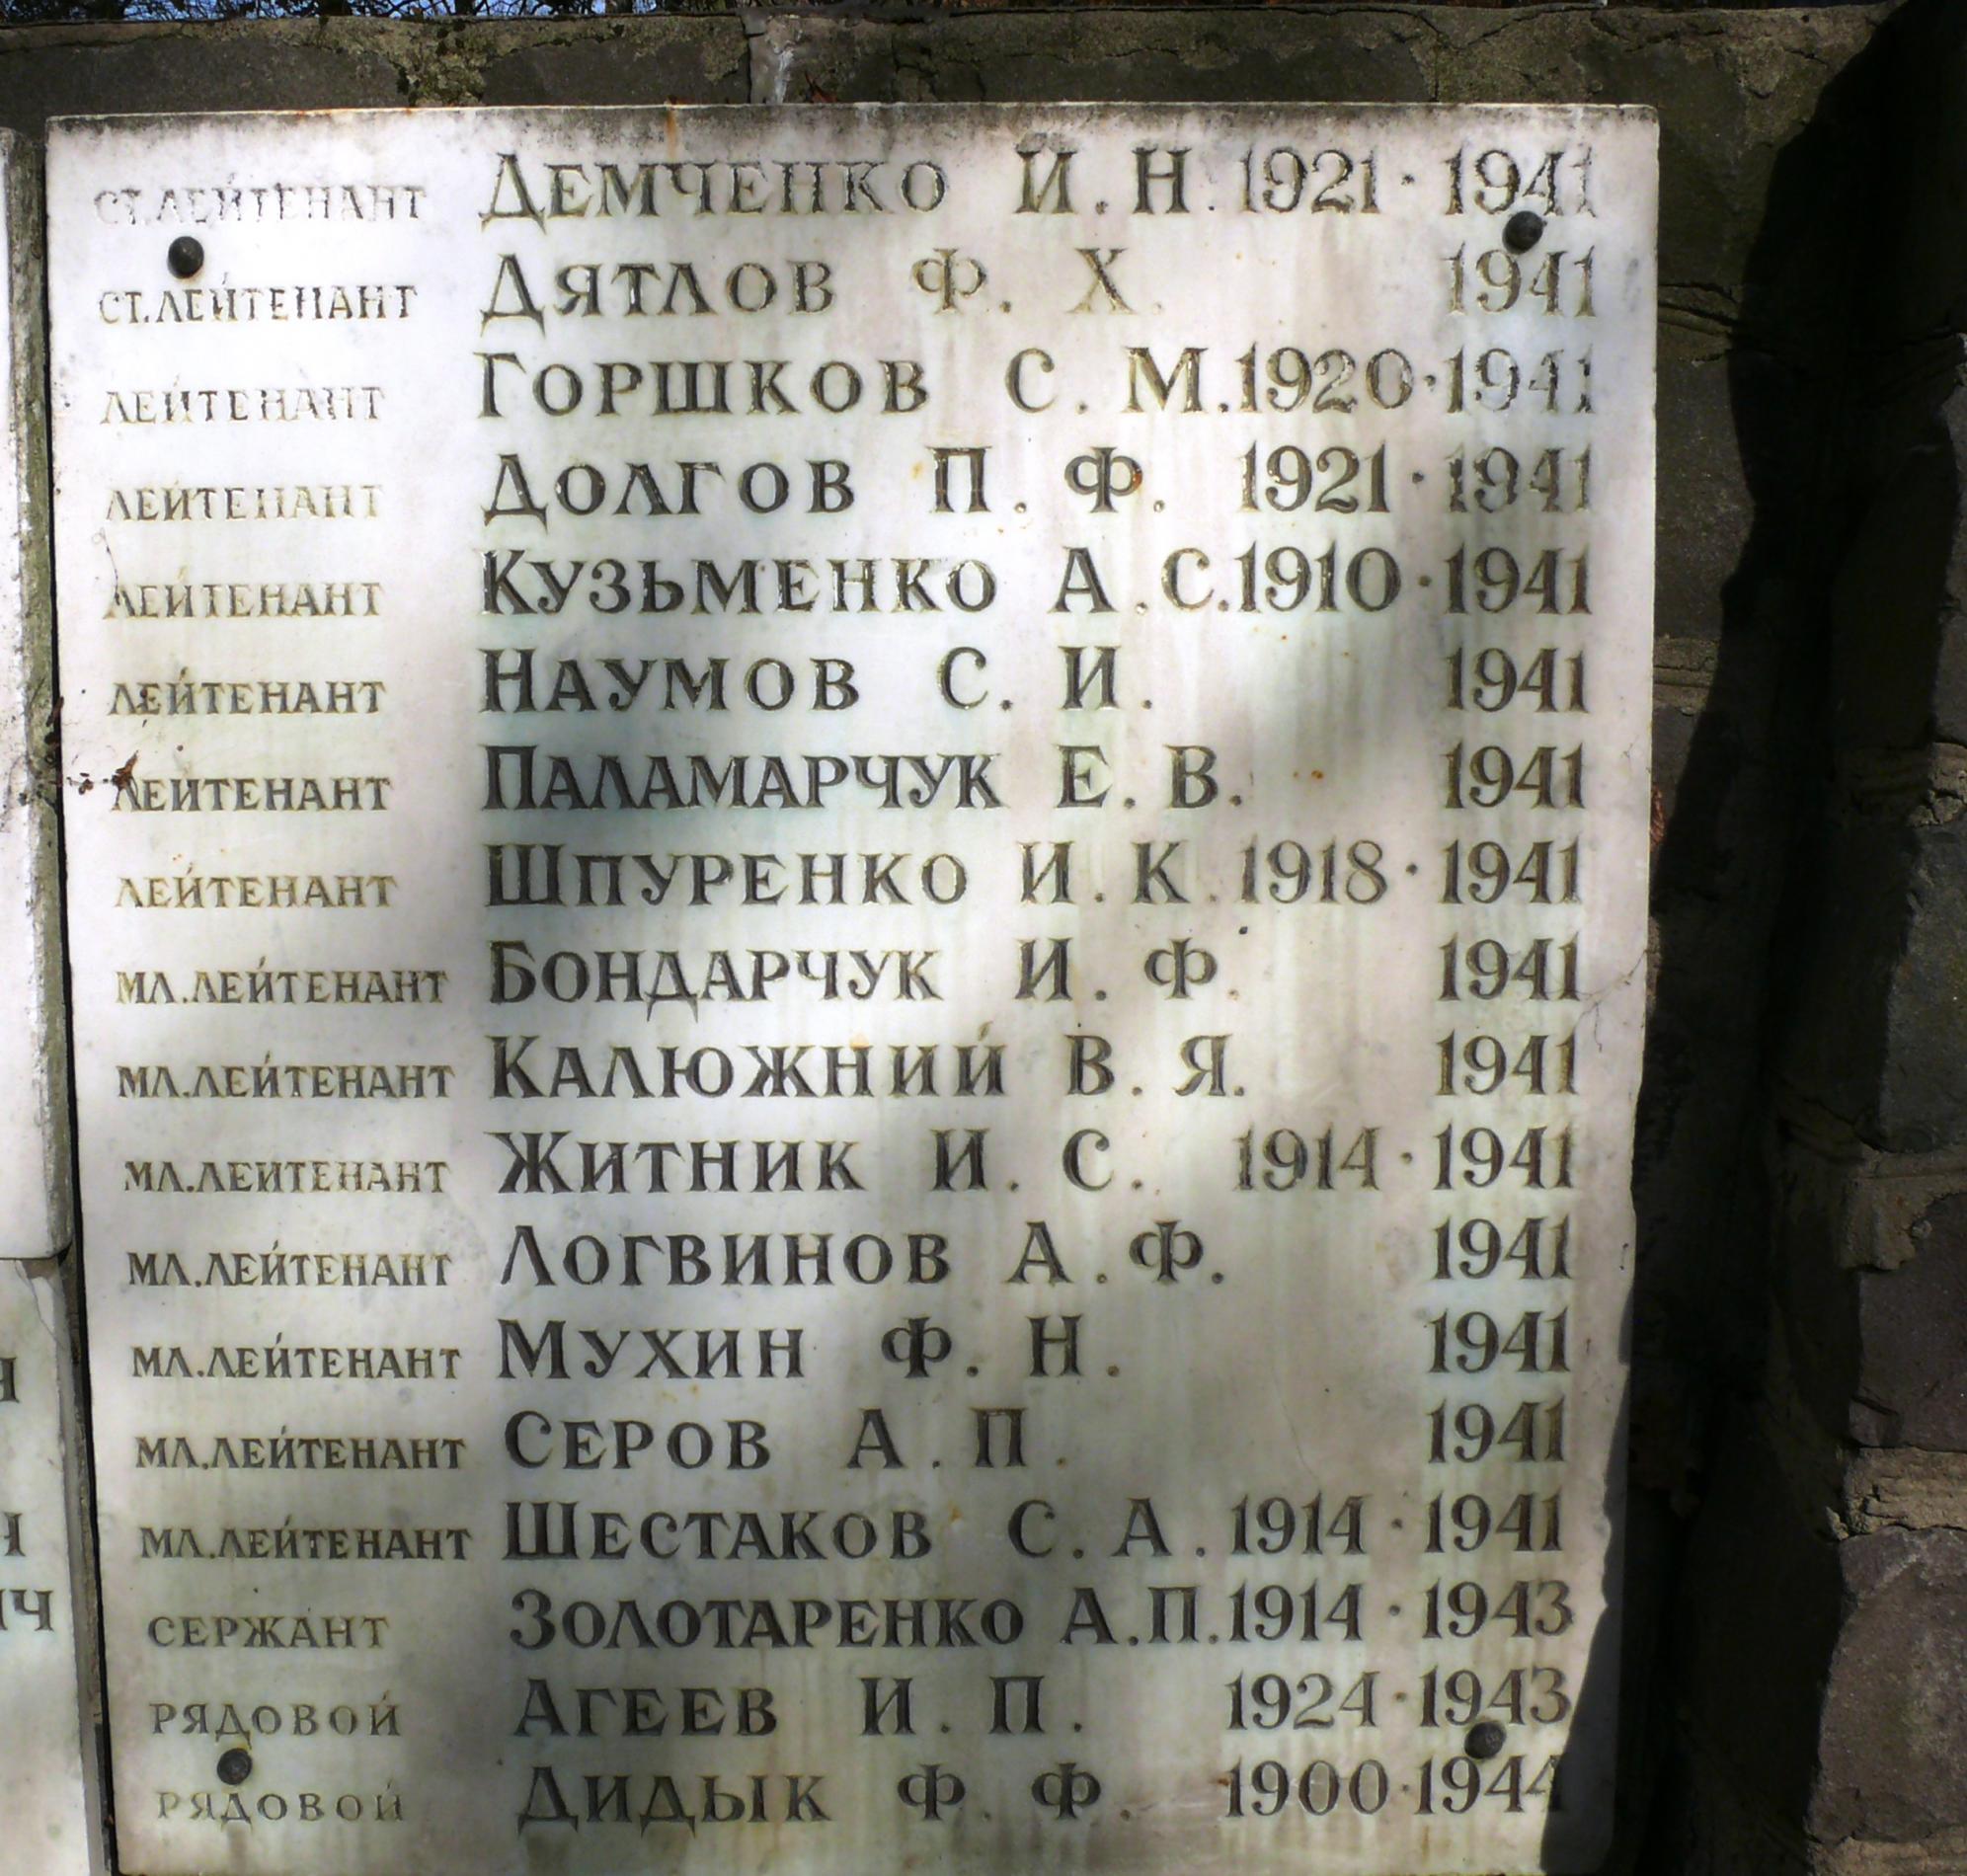 СТ.ЛЕЙТЕНАНТ ДЕМЧЕНКО И.Н. 1921·1941
СТ.ЛЕЙТЕНАНТ ДЯТЛОВ Ф.Х. 1941
ЛЕЙТЕНАНТ ГОРШКОВ С.М. 1920·1941
ЛЕЙТЕНАНТ ДОЛГОВ П.Ф. 1921·1941
ЛЕЙТЕНАНТ КУЗЬМЕНКО А.С. 1910·1941
ЛЕЙТЕНАНТ НАУМОВ С.И. 1941
ЛЕЙТЕНАНТ ПАЛАМАРЧУК Е.В. 1941
ЛЕЙТЕНАНТ ШПУРЕНКО И.К. 1918·1941
МЛ.ЛЕЙТЕНАНТ БОНДАРЧУК И.Ф. 1941
МЛ.ЛЕЙТЕНАНТ КАЛЮЖНИЙ В.Я. 1941
МЛ.ЛЕЙТЕНАНТ ЖИТНИК И.С. 1914·1941
МЛ.ЛЕЙТЕНАНТ ЛОГВИНОВ А.Ф. 1941
МЛ.ЛЕЙТЕНАНТ МУХИН Ф.Н. 1941
МЛ.ЛЕЙТЕНАНТ СЕРОВ А.П. 1941
МЛ.ЛЕЙТЕНАНТ ШЕСТАКОВ С.А. 1914·1941
СЕРЖАНТ ЗОЛОТАРЕНКО А.П. 1914·1943
РЯДОВОЙ АГЕЕВ И.П. 1924·1943
РЯДОВОЙ ДИДЫК Ф.Ф. 1900·1944